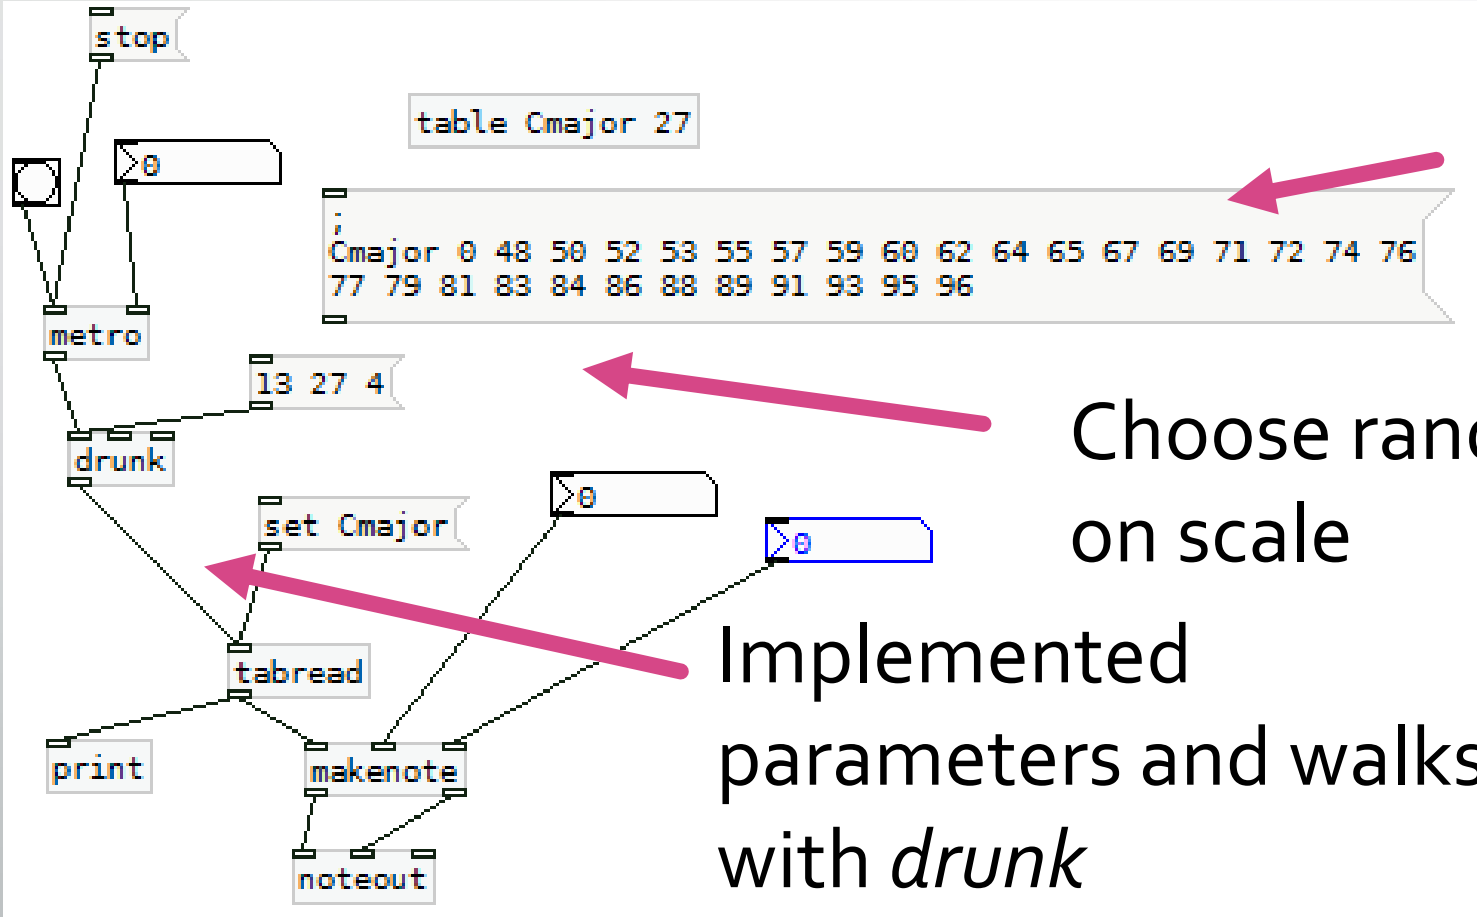 stop
table Cmajor 27
0
;
Cmajor 0 48 50 52 53 55 57 59 60 62 64 65 67 69 71 72 74 76
77 79 81 83 84 86 88 89 91 93 95 96
metro
13 27 4
drunk
Choose
on scale
0
set Cmajor
0
Implemented
parameters and walks
with drunk
tabread
print
makenote
noteout